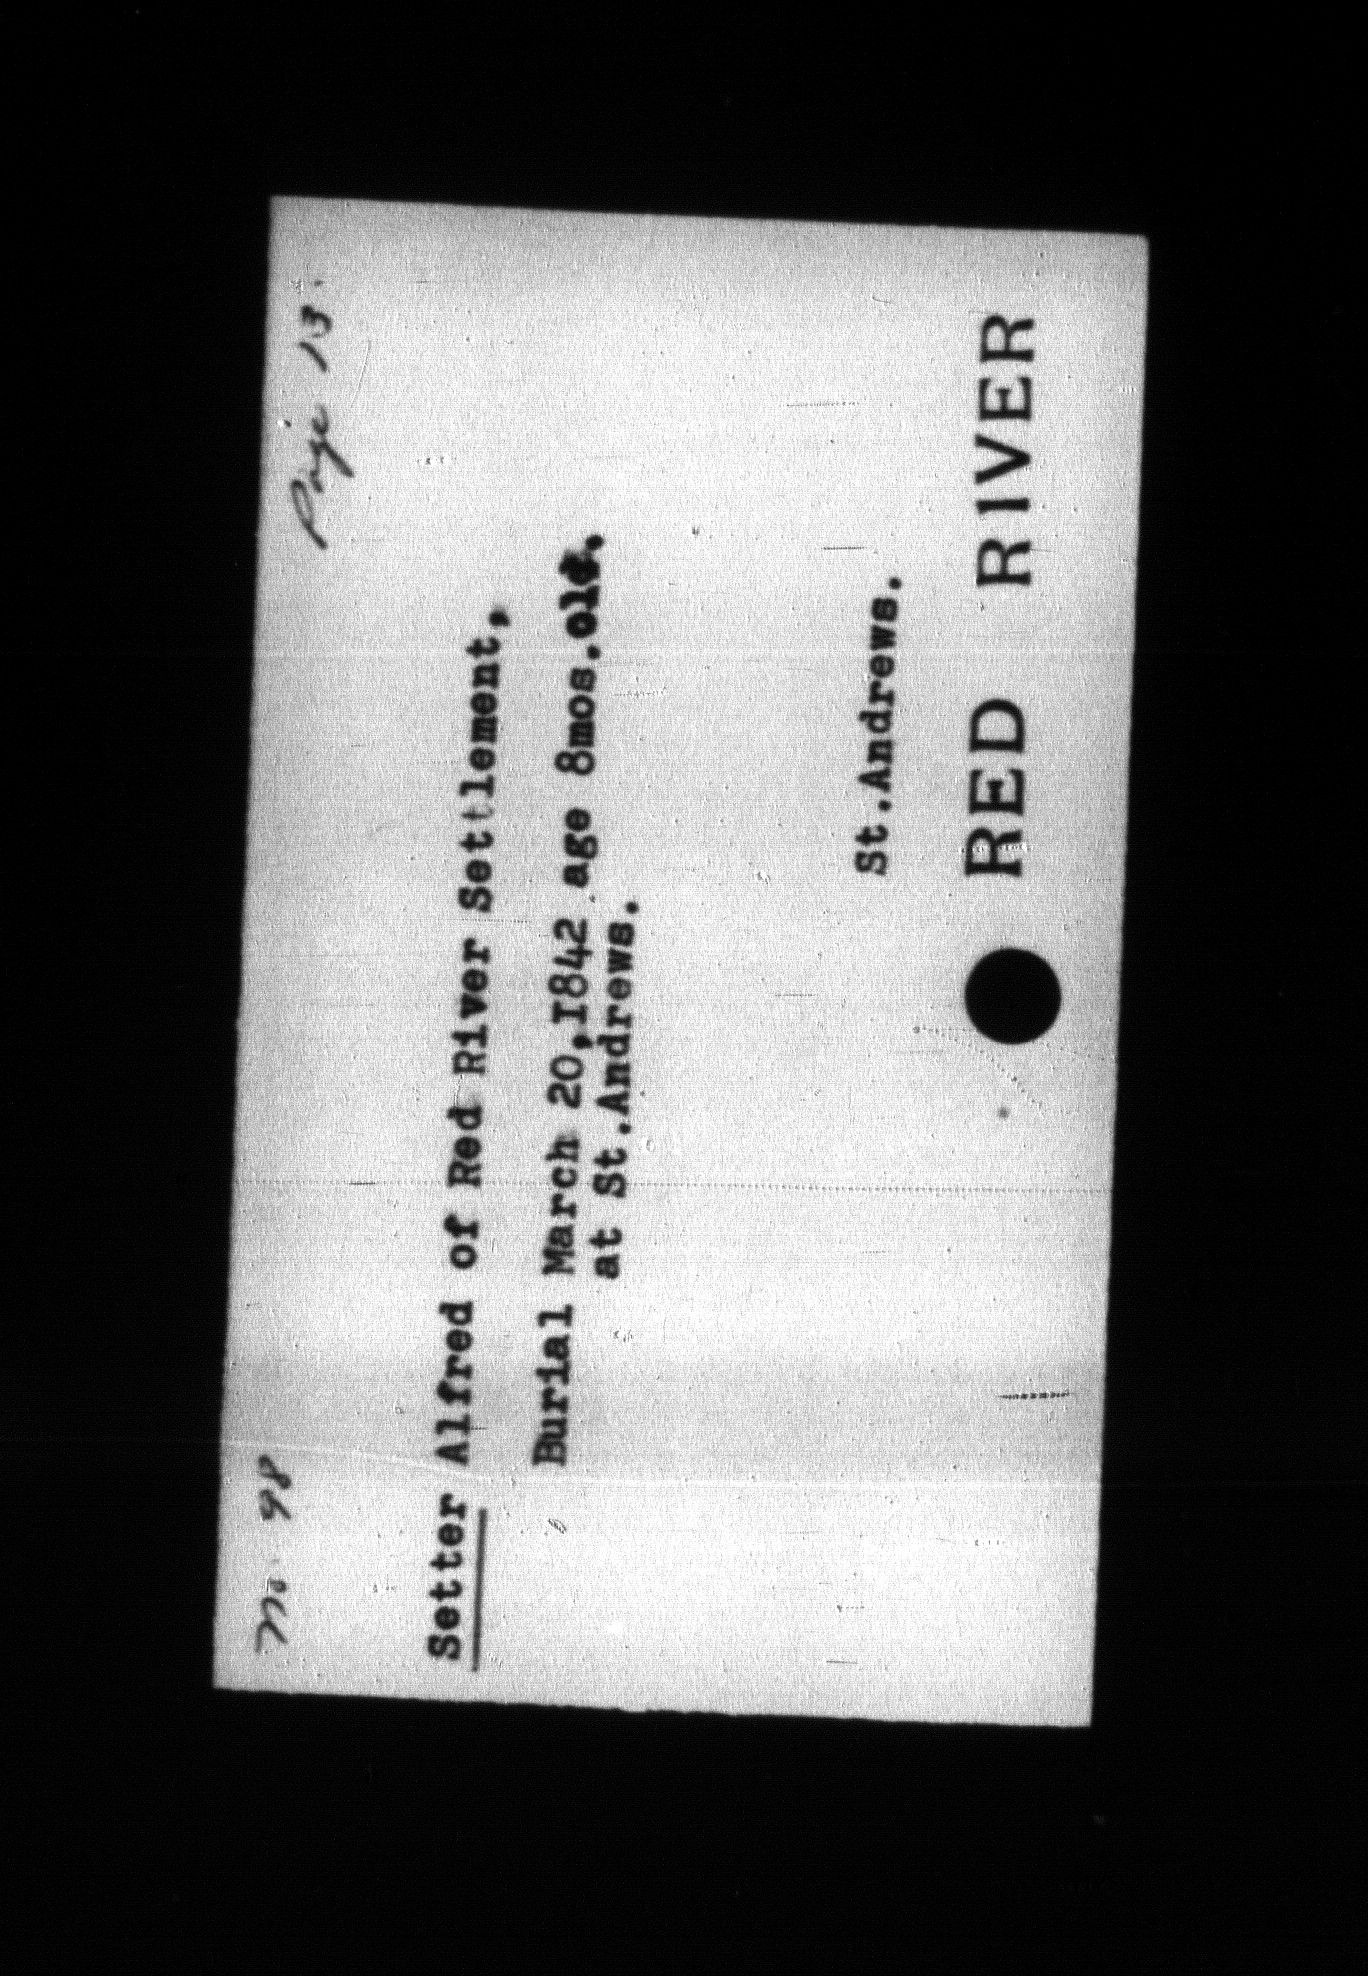 No. 98
Page 13.
Setter Alfred of Red River Settlement,
Burial March 20,1842 age 8mos.old.
at St.Andrews.
St.Andrews.
RED RIVER